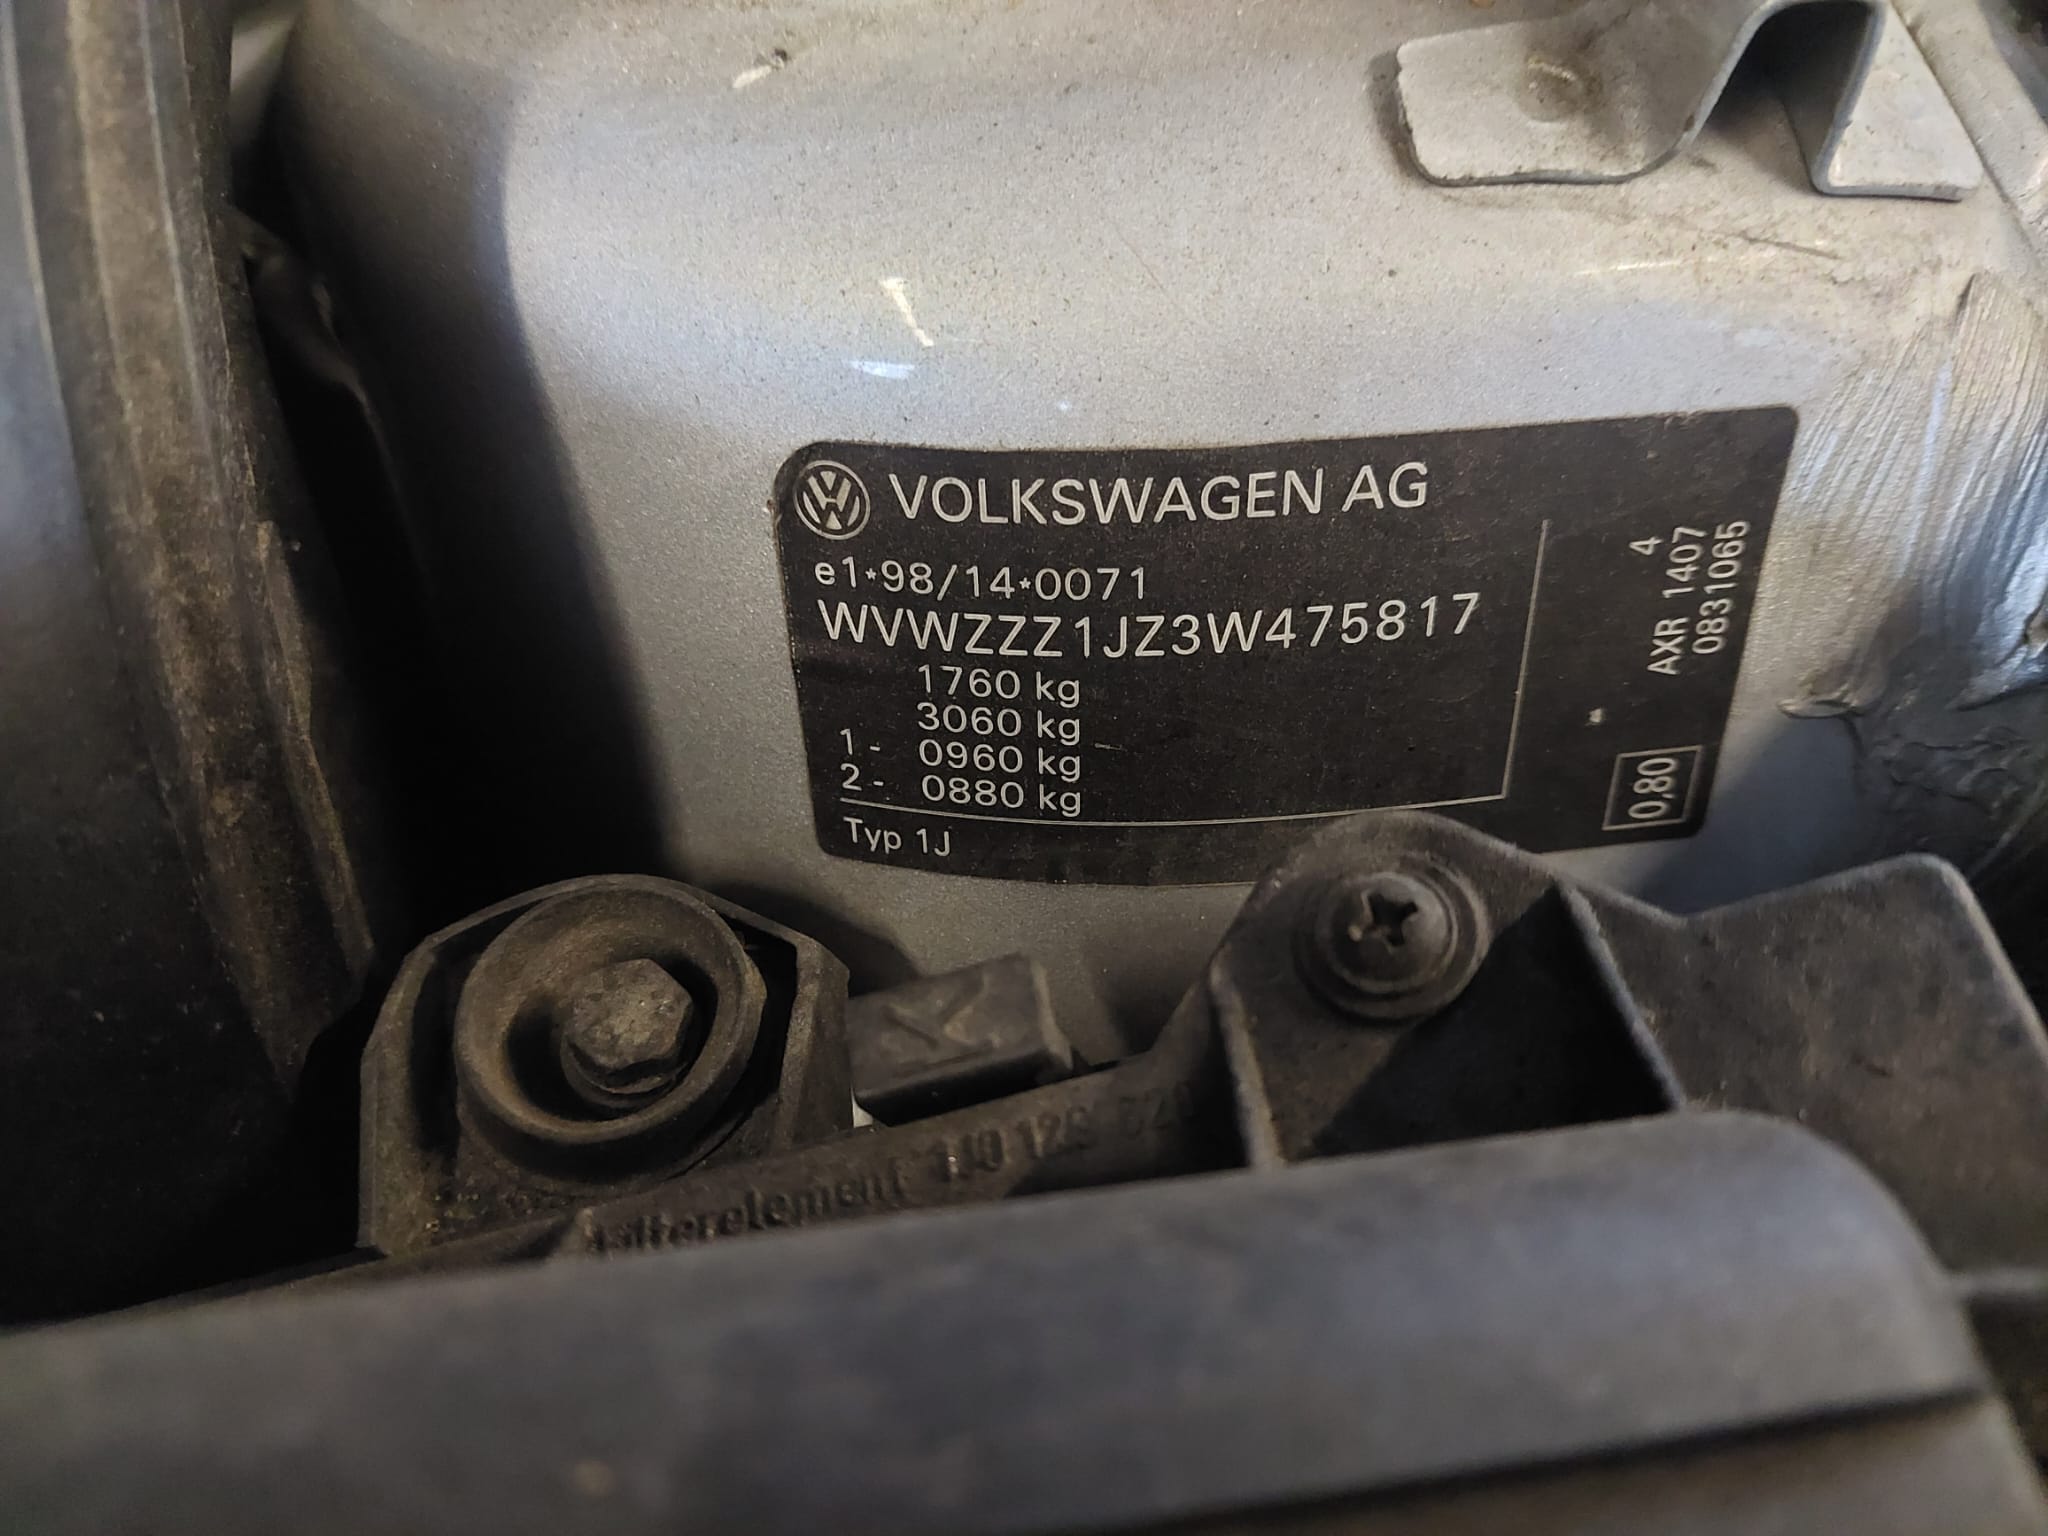 VOLKSWAGEN AG
e1*98/14*0071
WVWZZZ1JZ3W475817
1760 kg
3060 kg
1 - 0960 kg
2 - 0880 kg
Typ 1J
4
AXR 1407
0831065
0,80
1J0